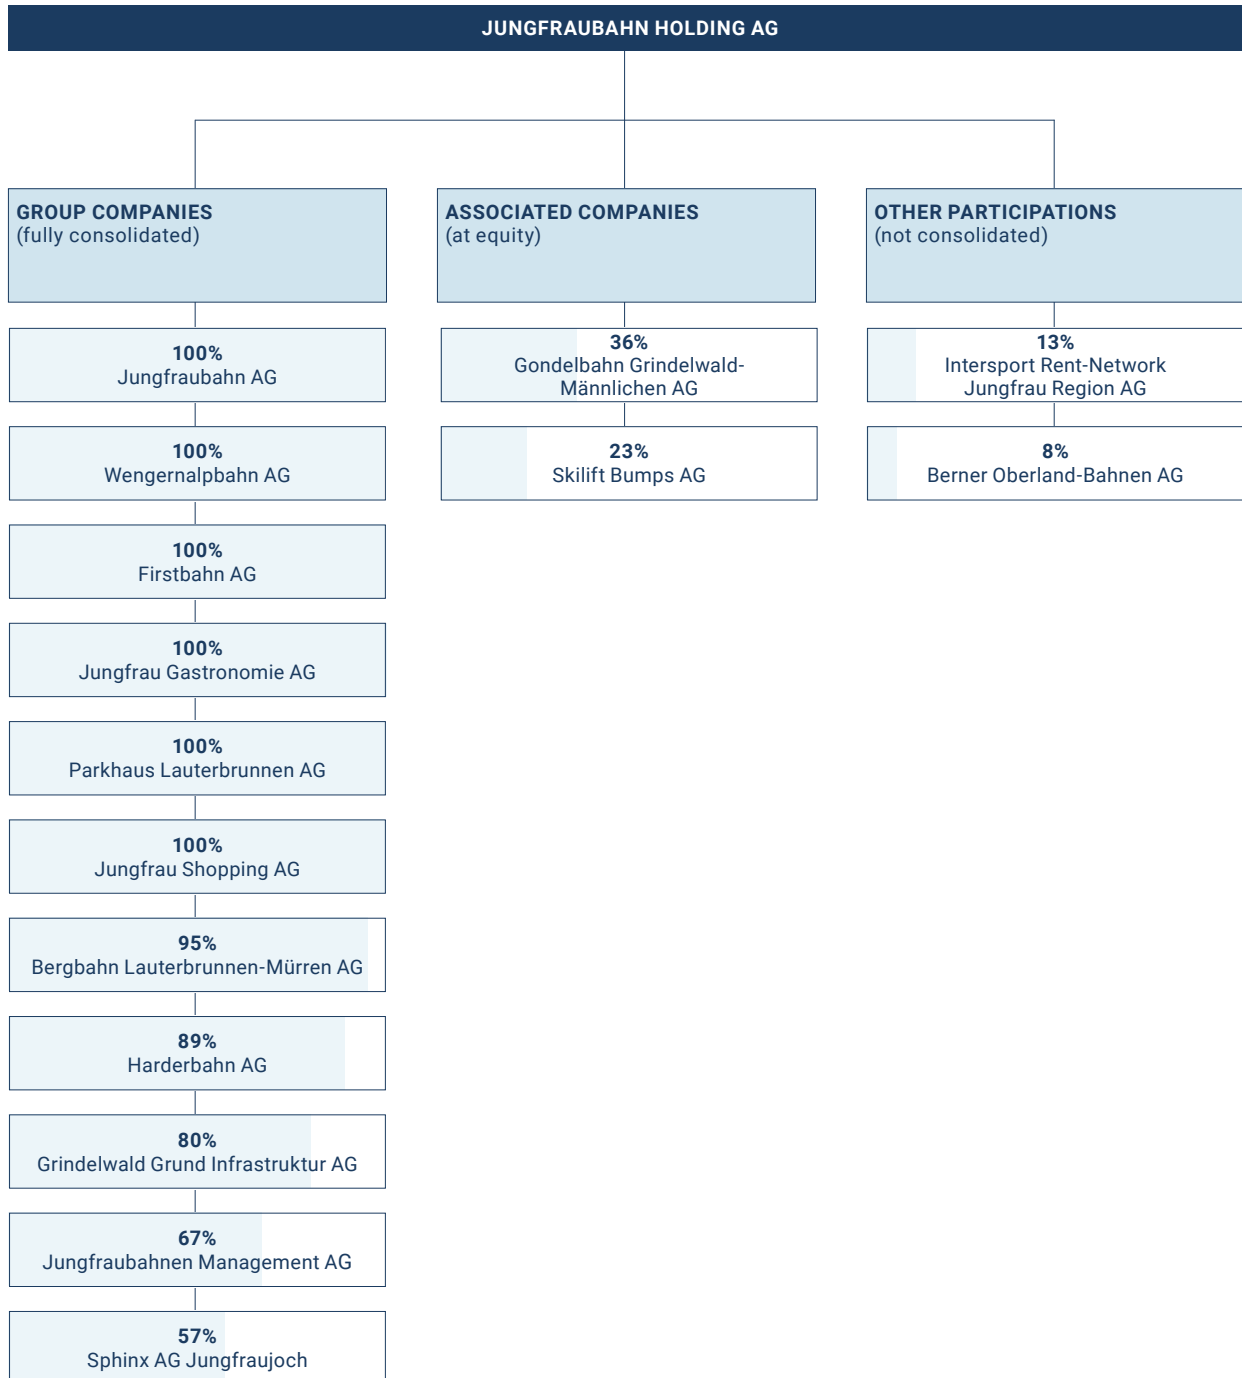 JUNGFRAUBAHN HOLDING AG
GROUP COMPANIES
(fully consolidated)
100%
Jungfraubahn AG
100%
Wengernalpbahn AG
100%
Firstbahn AG
100%
Jungfrau Gastronomie AG
100%
Parkhaus Lauterbrunnen AG
100%
Jungfrau Shopping AG
95%
Bergbahn Lauterbrunnen-Mürren AG
89%
Harderbahn AG
80%
Grindelwald Grund Infrastruktur AG
67%
Jungfraubahnen Management AG
57%
Sphinx AG Jungfraujoch
ASSOCIATED COMPANIES
(at equity)
36%
Gondelbahn Grindelwald-
Männlichen AG
23%
Skilift Bumps AG
OTHER PARTICIPATIONS
(not consolidated)
13%
Intersport Rent-Network
Jungfrau Region AG
8%
Berner Oberland-Bahnen AG